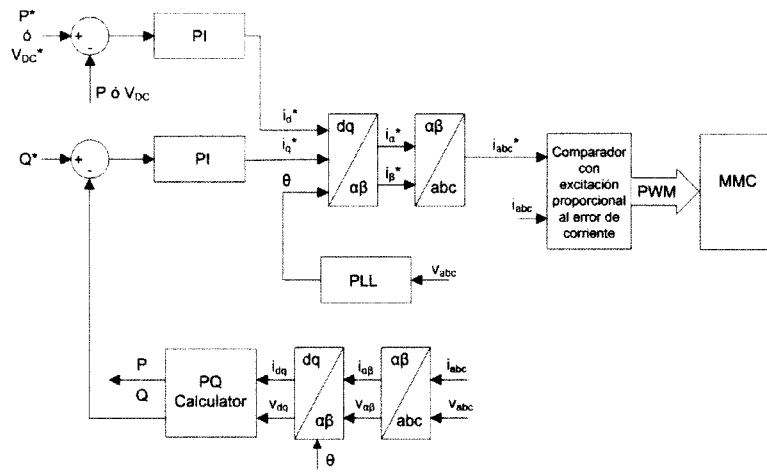 P*
ó
V_DC*
+
-
PI
P ó V_DC
Q*
+
-
PI
i_d*
i_q*
θ
dq
αβ
i_α*
i_β*
αβ
abc
i_abc*
i_abc
Comparador
con
excitación
proporcional
al error de
corriente
PWM
MMC
PLL
v_abc
P
Q
PQ
Calculator
i_dq
v_dq
dq
αβ
θ
i_αβ
v_αβ
αβ
abc
i_abc
v_abc